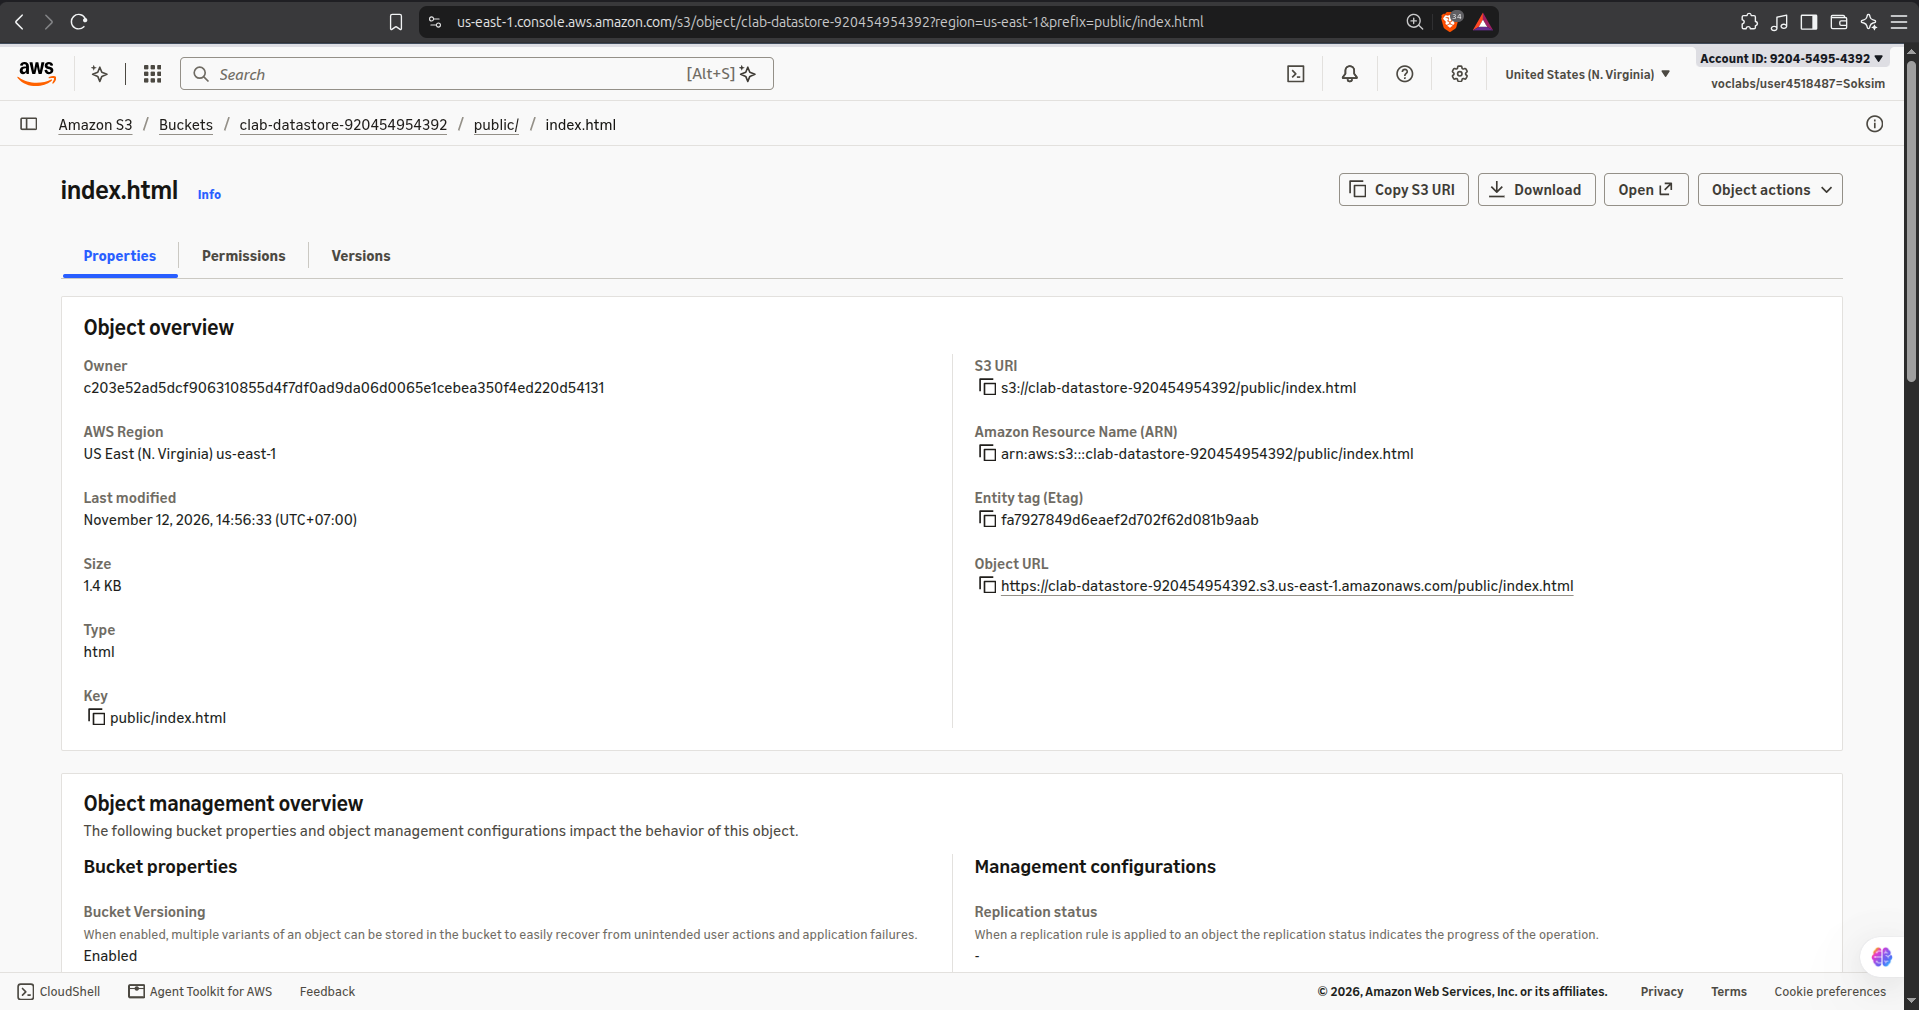 us-east-1.console.aws.amazon.com/s3/object/clab-datastore-920454954392?region=us-east-1&prefix=public/index.html
34
aws
Search
[Alt+S]
United States (N. Virginia)
Account ID: 9204-5495-4392
voclabs/user4518487=Soksim
Amazon S3 / Buckets / clab-datastore-920454954392 / public/ / index.html
index.html
Info
Copy S3 URI
Download
Open
Object actions
Properties
Permissions
Versions
Object overview
Owner
c203e52ad5dcf906310855d4f7df0ad9da06d0065e1cebea350f4ed220d54131
AWS Region
US East (N. Virginia) us-east-1
Last modified
November 12, 2026, 14:56:33 (UTC+07:00)
Size
1.4 KB
Type
html
Key
public/index.html
S3 URI
s3://clab-datastore-920454954392/public/index.html
Amazon Resource Name (ARN)
arn:aws:s3:::clab-datastore-920454954392/public/index.html
Entity tag (Etag)
fa7927849d6eaef2d702f62d081b9aab
Object URL
https://clab-datastore-920454954392.s3.us-east-1.amazonaws.com/public/index.html
Object management overview
The following bucket properties and object management configurations impact the behavior of this object.
Bucket properties
Bucket Versioning
When enabled, multiple variants of an object can be stored in the bucket to easily recover from unintended user actions and application failures.
Enabled
Management configurations
Replication status
When a replication rule is applied to an object the replication status indicates the progress of the operation.
-
CloudShell
Agent Toolkit for AWS
Feedback
© 2026, Amazon Web Services, Inc. or its affiliates.
Privacy
Terms
Cookie preferences